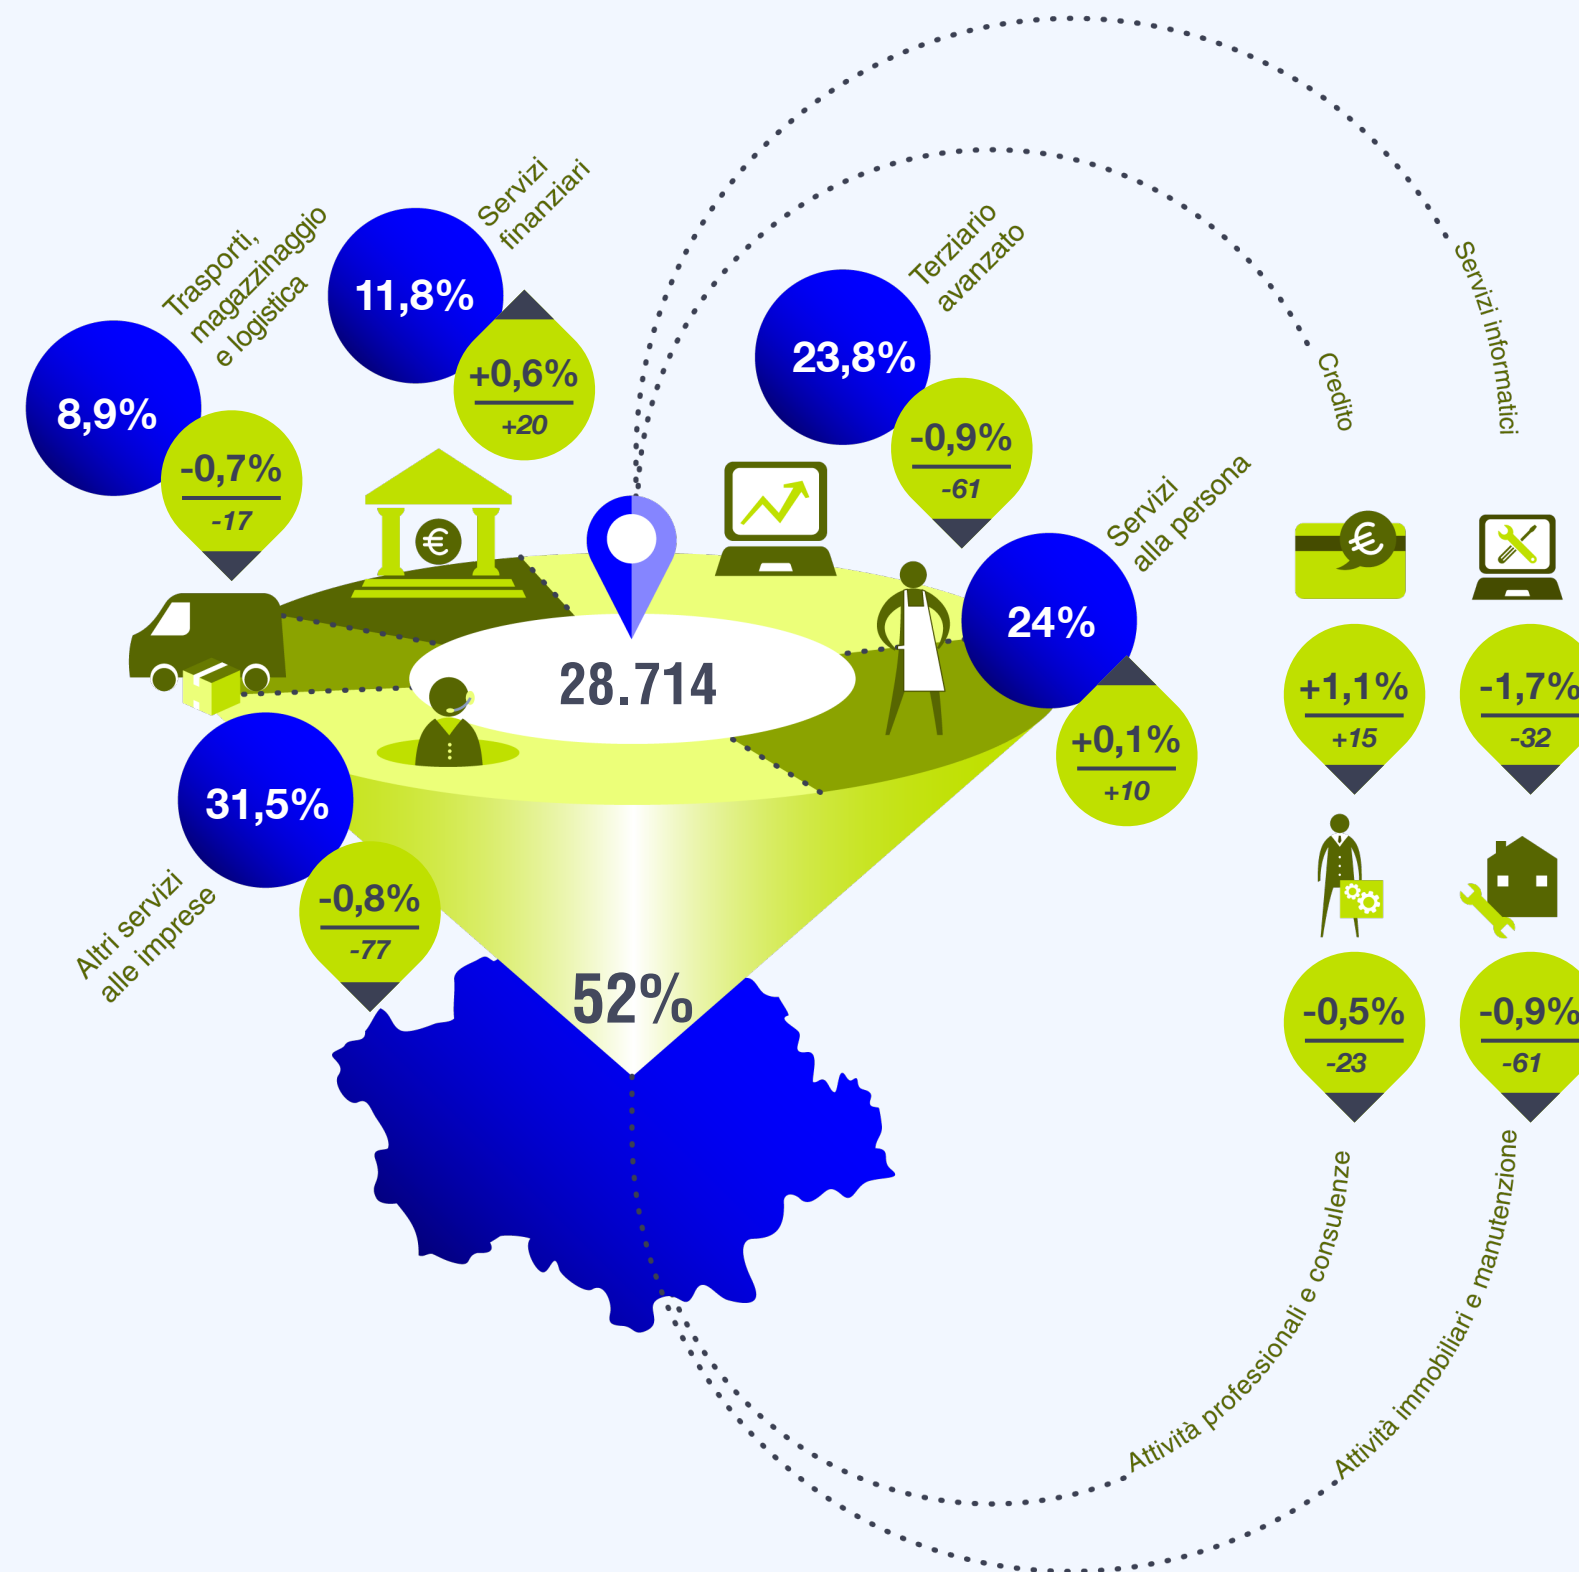 Servizi
finanziari
11,8%
+0,6%
+20
Trasporti,
magazzinaggio
e logistica
8,9%
-0,7%
-17
Terziario
avanzato
23,8%
-0,9%
-61
Servizi
alla persona
24%
+0,1%
+10
28.714
31,5%
Altri servizi
alle imprese
-0,8%
-77
52%
Credito
€
€
+1,1%
+15
Servizi informatici
-1,7%
-32
-0,5%
-23
Attività professionali e consulenze
-0,9%
-61
Attività immobiliari e manutenzione